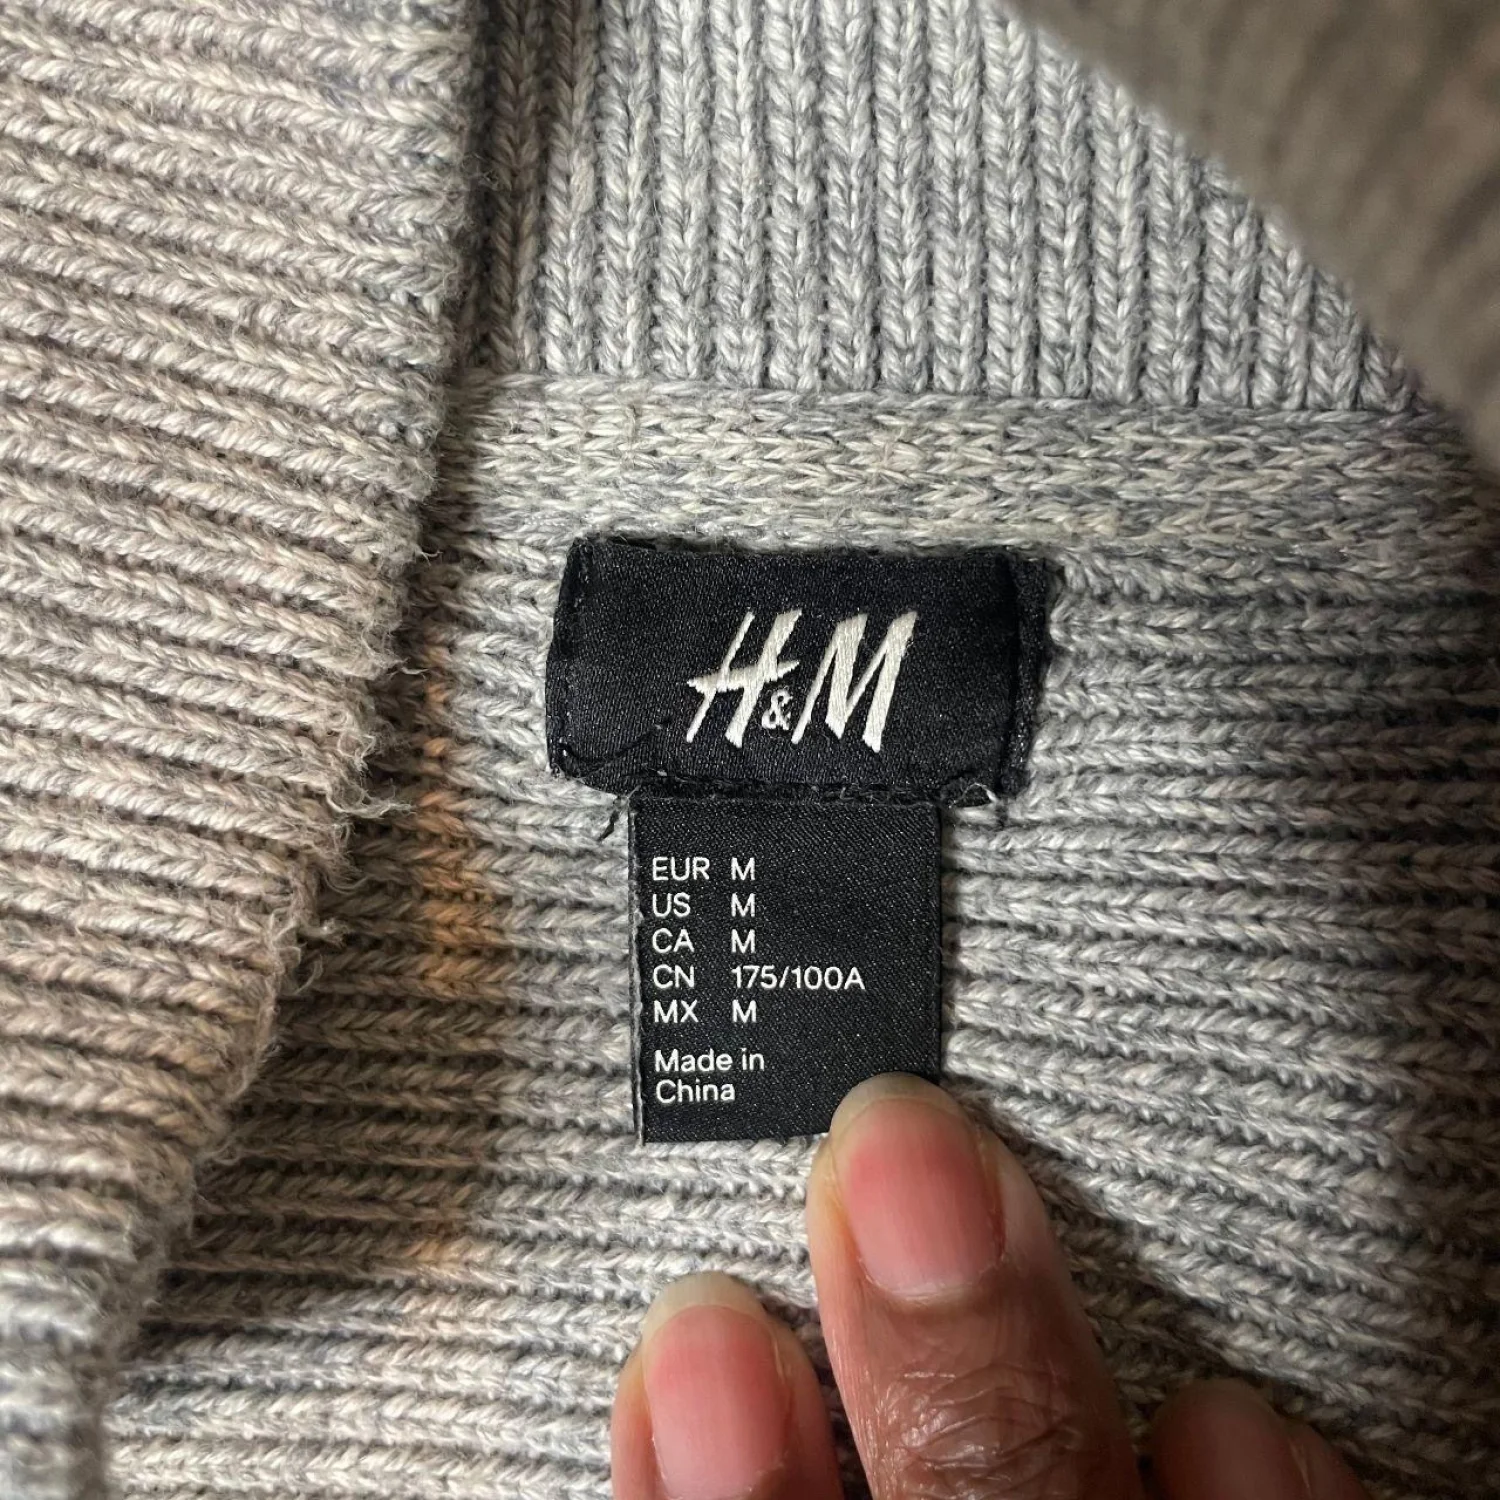 H&M
EUR M
US M
CA M
CN 175/100A
MX M
Made in
China